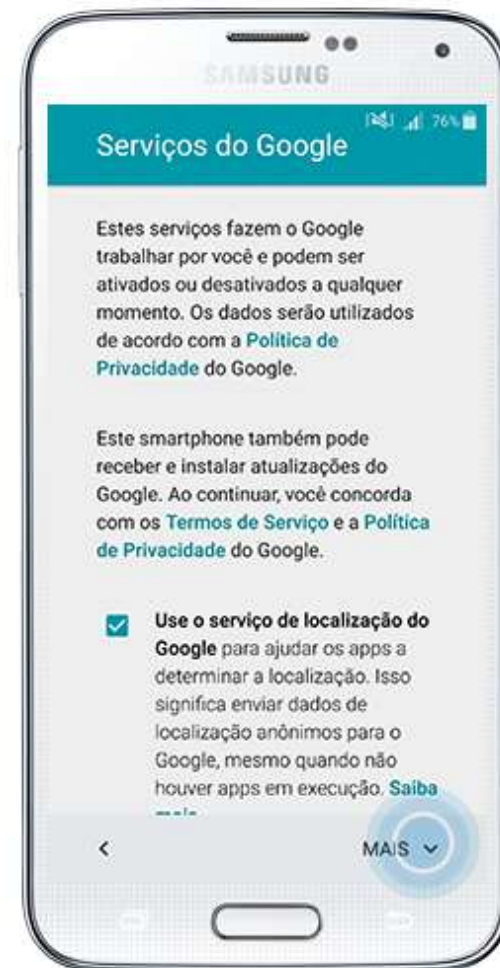 SAMSUNG
76%
Serviços do Google
Estes serviços fazem o Google
trabalhar por você e podem ser
ativados ou desativados a qualquer
momento. Os dados serão utilizados
de acordo com a Política de
Privacidade do Google.
Este smartphone também pode
receber e instalar atualizações do
Google. Ao continuar, você concorda
com os Termos de Serviço e a Política
de Privacidade do Google.
Use o serviço de localização do
Google para ajudar os apps a
determinar a localização. Isso
significa enviar dados de
localização anônimos para o
Google, mesmo quando não
houver apps em execução. Saiba
MAIS